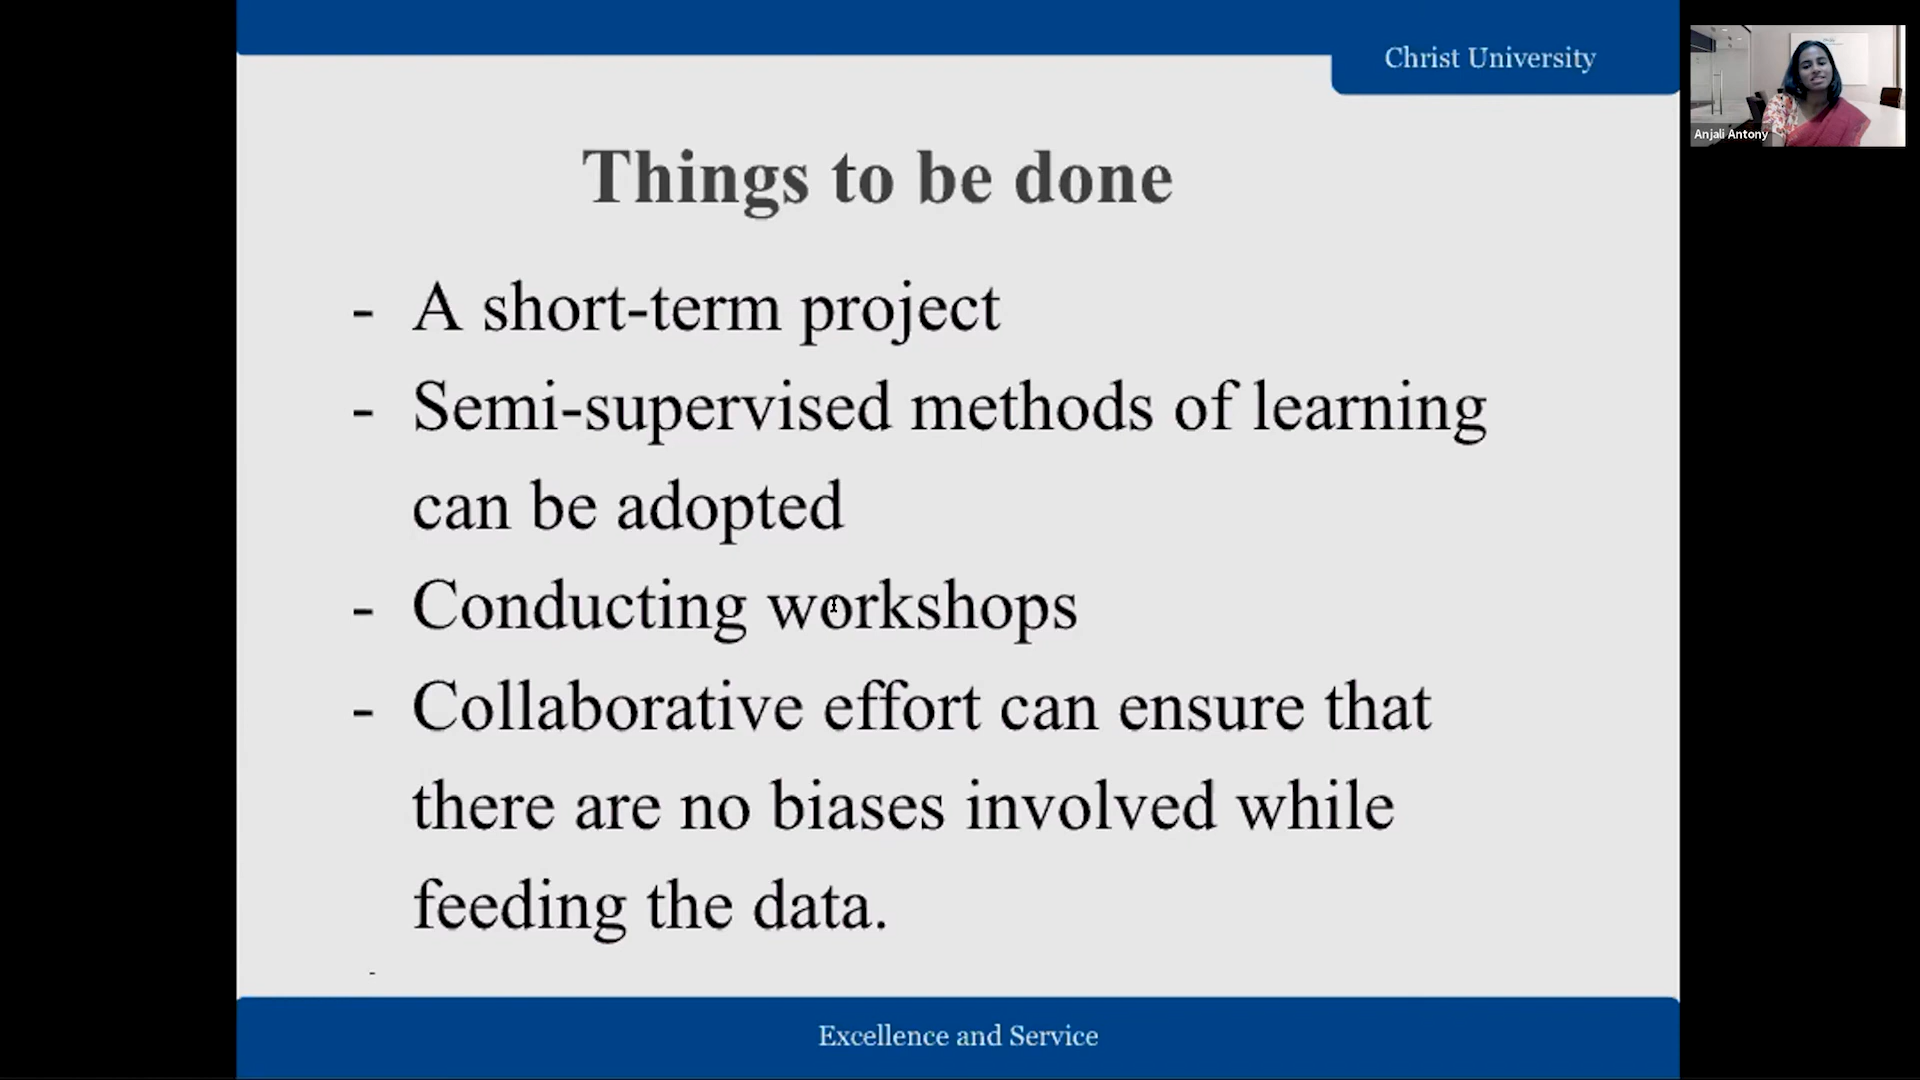 Christ University
Anjali Antony
Things to be done
- A short-term project
- Semi-supervised methods of learning
can be adopted
- Conducting workshops
- Collaborative effort can ensure that
there are no biases involved while
feeding the data.
-
Excellence and Service